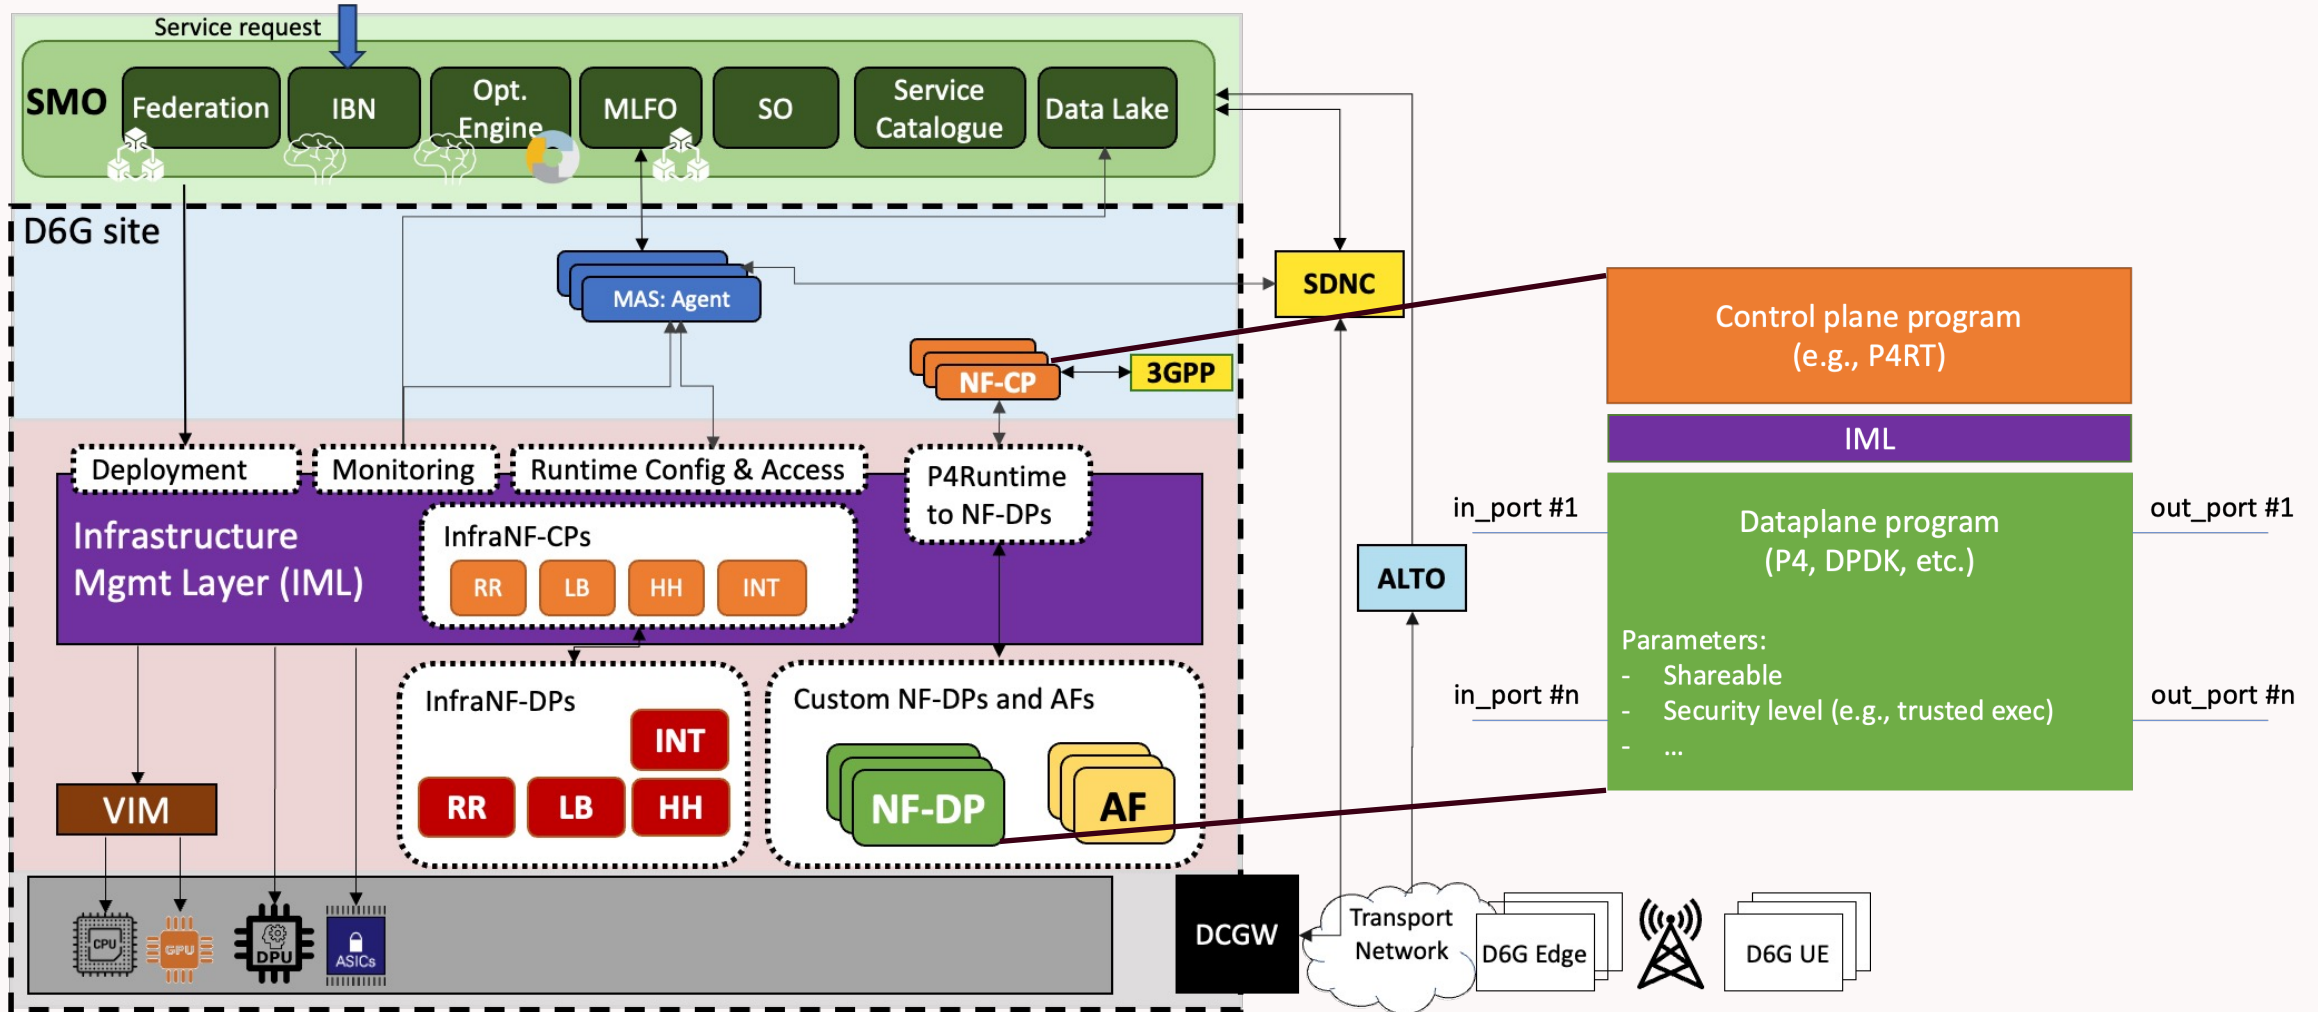 Service request
SMO
Federation
IBN
Opt.
Engine
MLFO
SO
Service
Catalogue
Data Lake
D6G site
MAS: Agent
SDNC
NF-CP
3GPP
Control plane program
(e.g., P4RT)
IML
Deployment
Monitoring
Runtime Config & Access
P4Runtime
to NF-DPs
Infrastructure
Mgmt Layer (IML)
InfraNF-CPs
RR
LB
HH
INT
ALTO
in_port #1
out_port #1
Dataplane program
(P4, DPDK, etc.)
Parameters:
- Shareable
- Security level (e.g., trusted exec)
- ...
in_port #n
out_port #n
InfraNF-DPs
INT
RR
LB
HH
Custom NF-DPs and AFs
NF-DP
AF
VIM
CPU
GPU
DPU
ASICs
DCGW
Transport
Network
D6G Edge
D6G UE